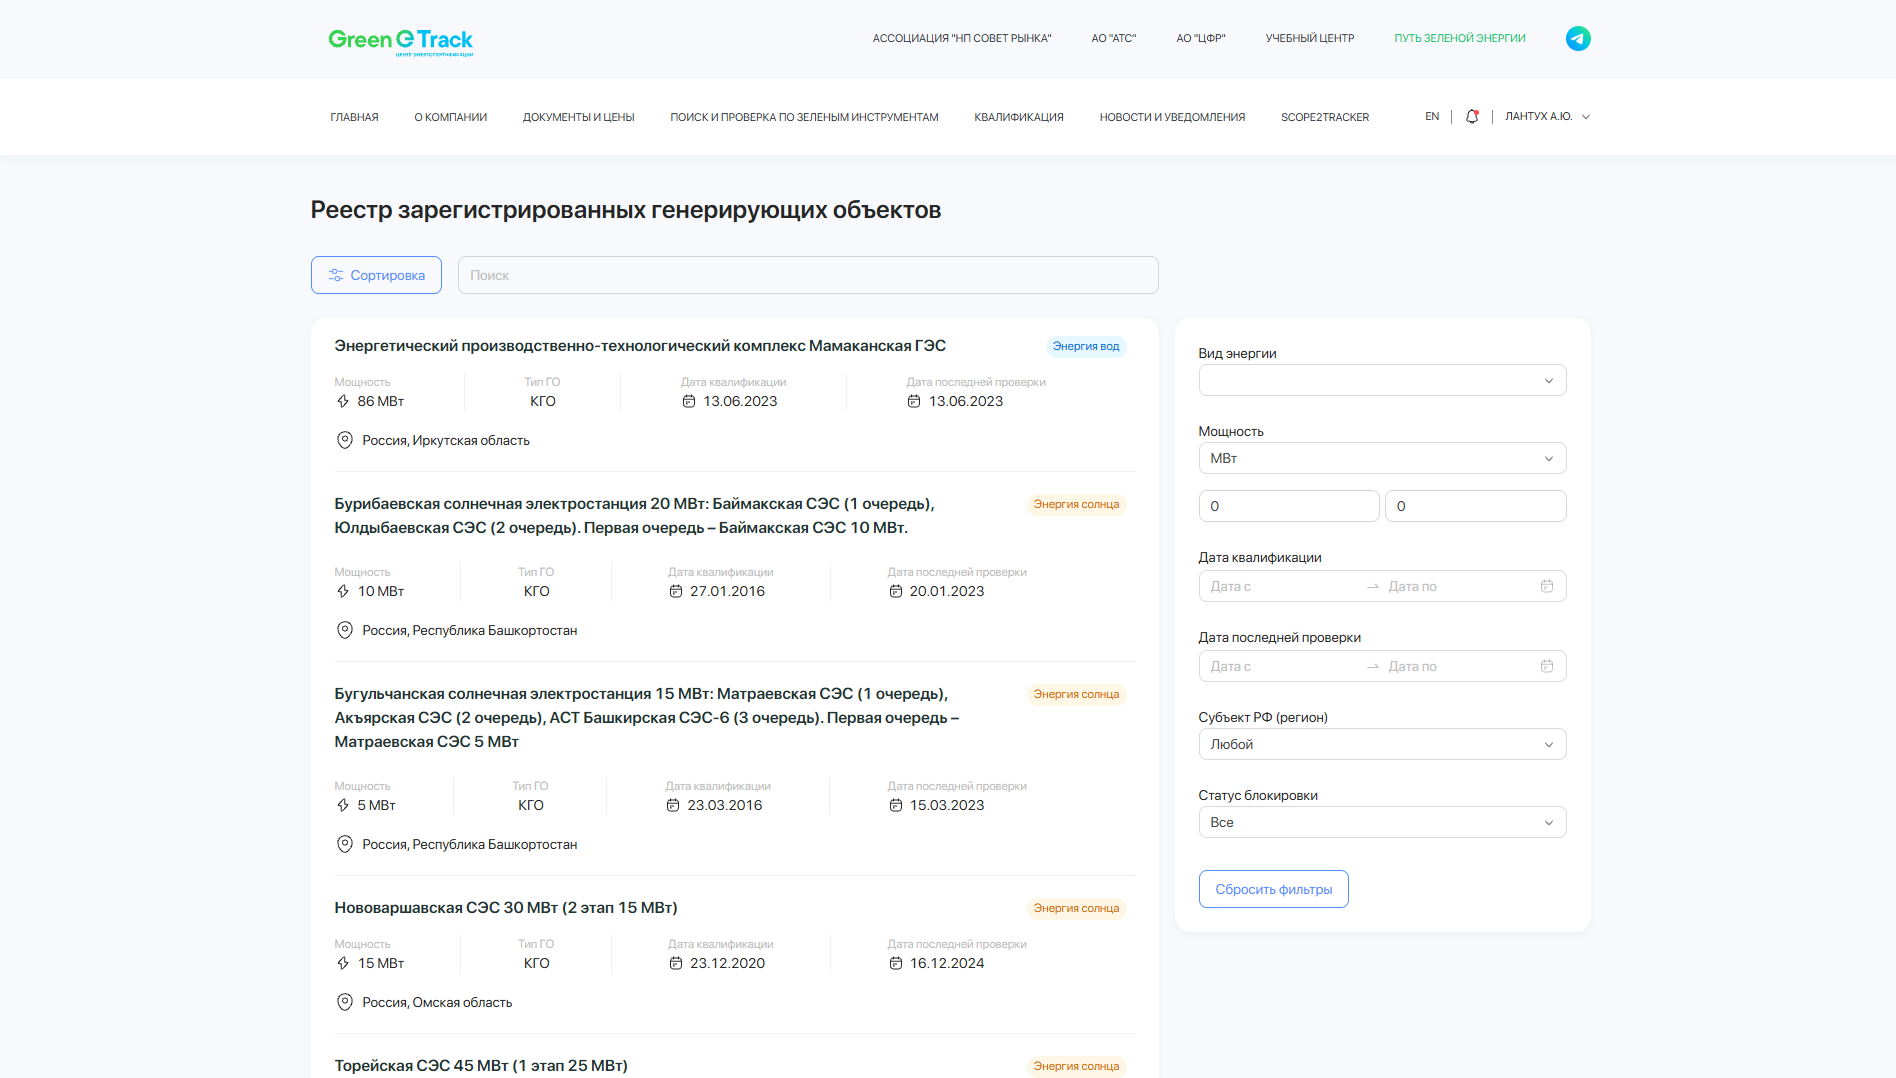 Green e Track
ЦЕНТР ЭНЕРГОСЕРТИФИКАЦИИ
АССОЦИАЦИЯ "НП СОВЕТ РЫНКА"
АО "АТС"
АО "ЦФР"
УЧЕБНЫЙ ЦЕНТР
ПУТЬ ЗЕЛЕНОЙ ЭНЕРГИИ
ГЛАВНАЯ
О КОМПАНИИ
ДОКУМЕНТЫ И ЦЕНЫ
ПОИСК И ПРОВЕРКА ПО ЗЕЛЕНЫМ ИНСТРУМЕНТАМ
КВАЛИФИКАЦИЯ
НОВОСТИ И УВЕДОМЛЕНИЯ
SCOPE2TRACKER
EN
ЛАНТУХ А.Ю.
Реестр зарегистрированных генерирующих объектов
Сортировка
Поиск
Энергетический производственно-технологический комплекс Мамаканская ГЭС
Энергия вод
Мощность
86 МВт
Тип ГО
КГО
Дата квалификации
13.06.2023
Дата последней проверки
13.06.2023
Россия, Иркутская область
Бурибаевская солнечная электростанция 20 МВт: Баймакская СЭС (1 очередь),
Юлдыбаевская СЭС (2 очередь). Первая очередь – Баймакская СЭС 10 МВт.
Энергия солнца
Мощность
10 МВт
Тип ГО
КГО
Дата квалификации
27.01.2016
Дата последней проверки
20.01.2023
Россия, Республика Башкортостан
Бугульчанская солнечная электростанция 15 МВт: Матраевская СЭС (1 очередь),
Акъярская СЭС (2 очередь), АСТ Башкирская СЭС-6 (3 очередь). Первая очередь –
Матраевская СЭС 5 МВт
Энергия солнца
Мощность
5 МВт
Тип ГО
КГО
Дата квалификации
23.03.2016
Дата последней проверки
15.03.2023
Россия, Республика Башкортостан
Нововаршавская СЭС 30 МВт (2 этап 15 МВт)
Энергия солнца
Мощность
15 МВт
Тип ГО
КГО
Дата квалификации
23.12.2020
Дата последней проверки
16.12.2024
Россия, Омская область
Торейская СЭС 45 МВт (1 этап 25 МВт)
Энергия солнца
Вид энергии
Мощность
МВт
0
0
Дата квалификации
Дата с
Дата по
Дата последней проверки
Дата с
Дата по
Субъект РФ (регион)
Любой
Статус блокировки
Все
Сбросить фильтры